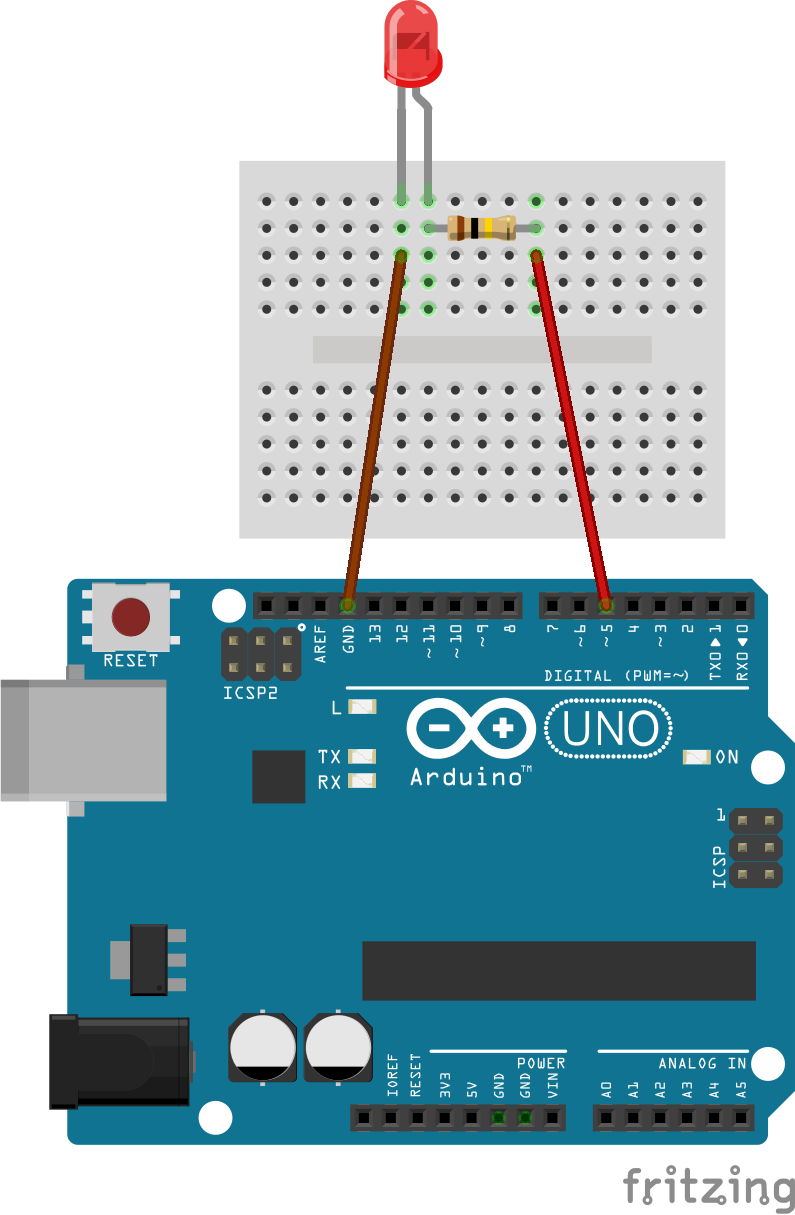 RESET
ICSP2
AREF
GND
13
12
~11
~10
~9
8
7
~6
~5
4
~3
2
TX0▶1
RX0◀0
DIGITAL (PWM=~)
L
TX
RX
UNO
Arduino™
ON
1
ICSP
IOREF
RESET
3V3
5V
GND
GND
VIN
POWER
ANALOG IN
A0
A1
A2
A3
A4
A5
fritzing